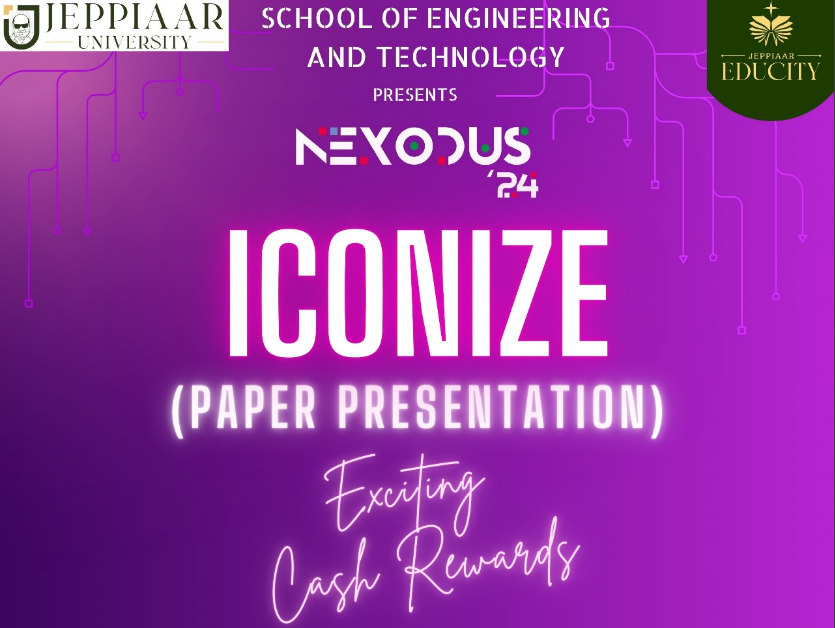 JEPPIAAR
UNIVERSITY
SCHOOL OF ENGINEERING
AND TECHNOLOGY
PRESENTS
JEPPIAAR
EDUCITY
NEXODUS
'24
ICONIZE
(PAPER PRESENTATION)
Exciting
Cash Rewards